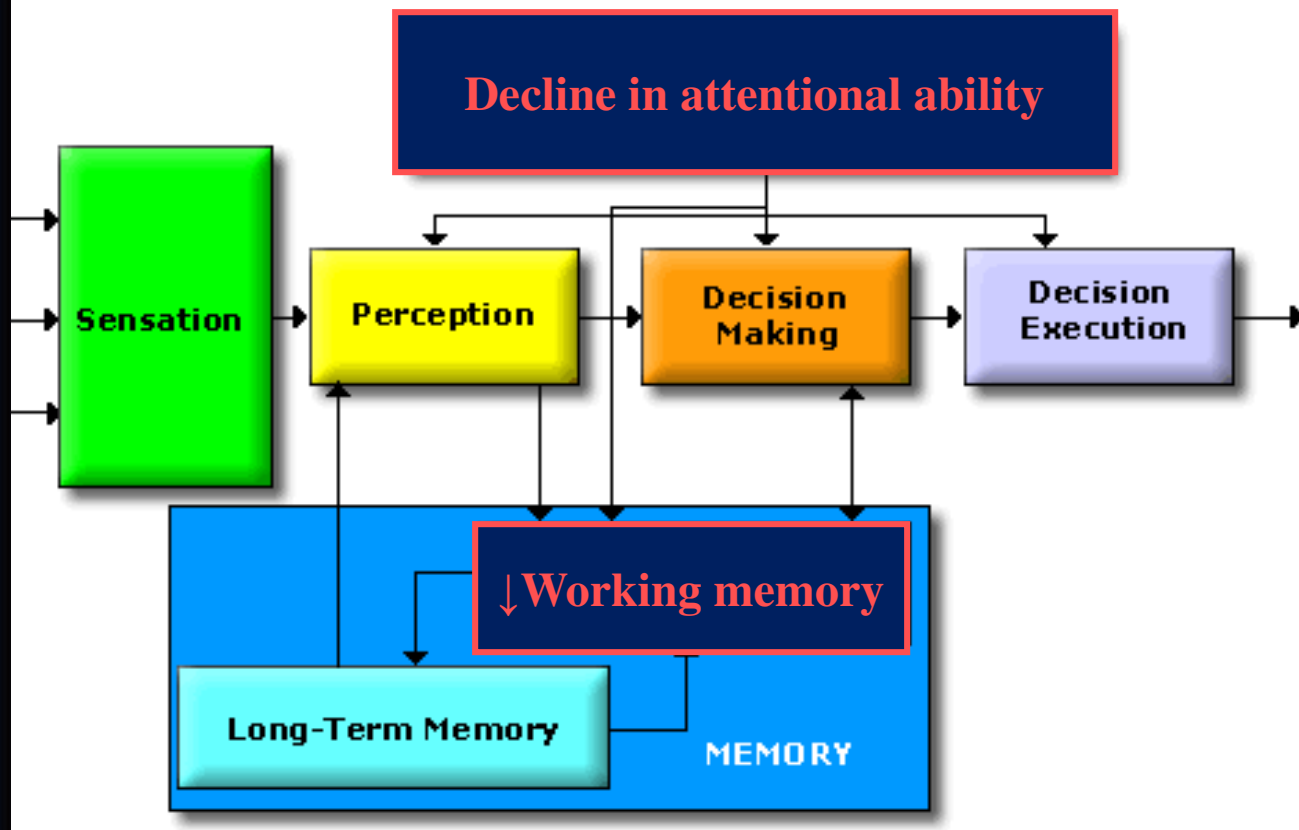 Decline in attentional ability
Sensation
Perception
Decision
Making
Decision
Execution
↓Working memory
Long-Term Memory
MEMORY